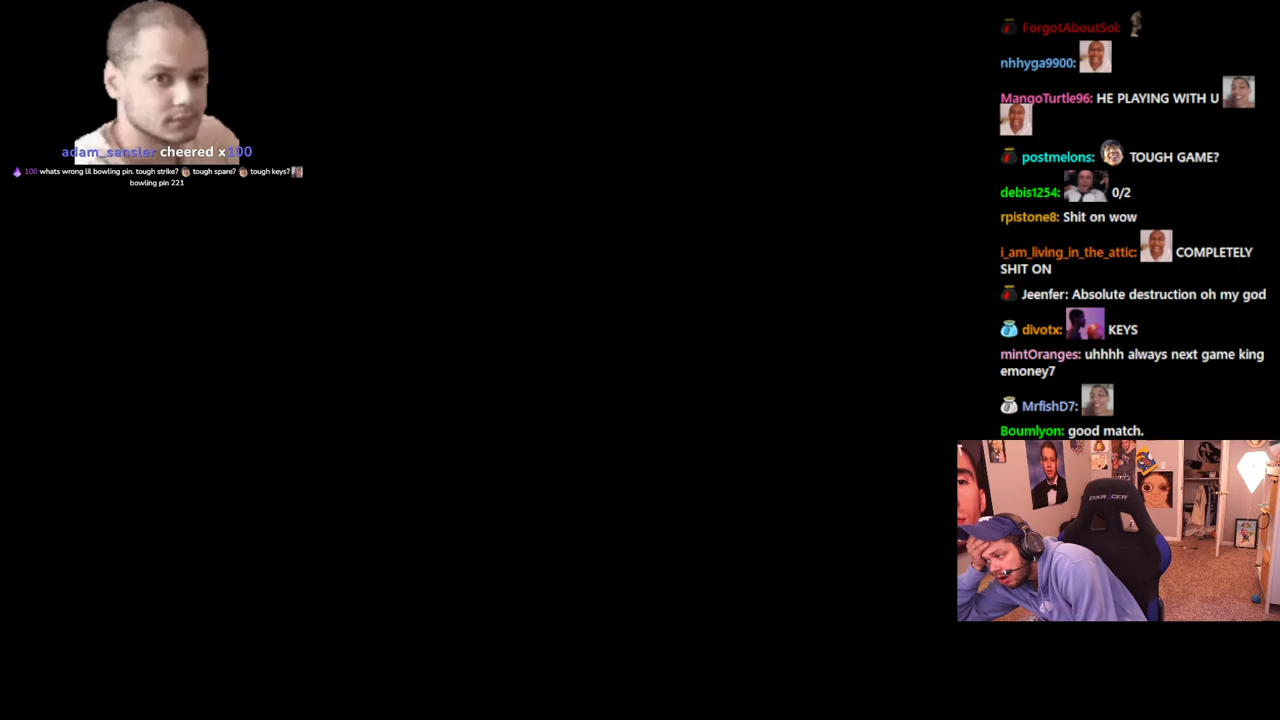 adam_sansler cheered x100
100 whats wrong lil bowling pin. tough strike? tough spare? tough keys?
bowling pin 221
ForgotAboutSol:
nhhyga9900:
MangoTurtle96: HE PLAYING WITH U
postmelons: TOUGH GAME?
debis1254: 0/2
rpistone8: Shit on wow
i_am_living_in_the_attic: COMPLETELY
SHIT ON
Jeenfer: Absolute destruction oh my god
divotx: KEYS
mintOranges: uhhhh always next game king
emoney7
MrfishD7:
Boumlyon: good match.
DXRACER